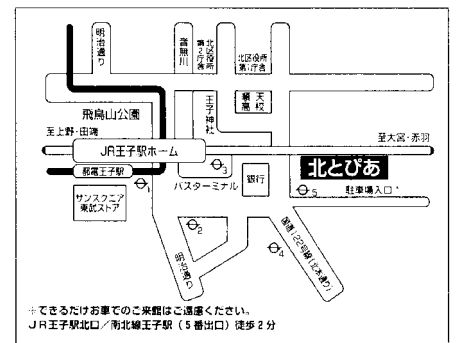 明治通り
音無川
北区役所
第2庁舎
北区役所
第1庁舎
飛鳥山公園
王子神社
順天
高校
至上野・田端
JR王子駅ホーム
至大宮・赤羽
都電王子駅
3
バスターミナル
銀行
北とぴあ
1
5
駐車場入口
サンスクエア
東武ストア
2
4
明治通り
国道122号線(北本通り)
※できるだけお車でのご来館はご遠慮ください。
JR王子駅北口/南北線王子駅(5番出口)徒歩2分